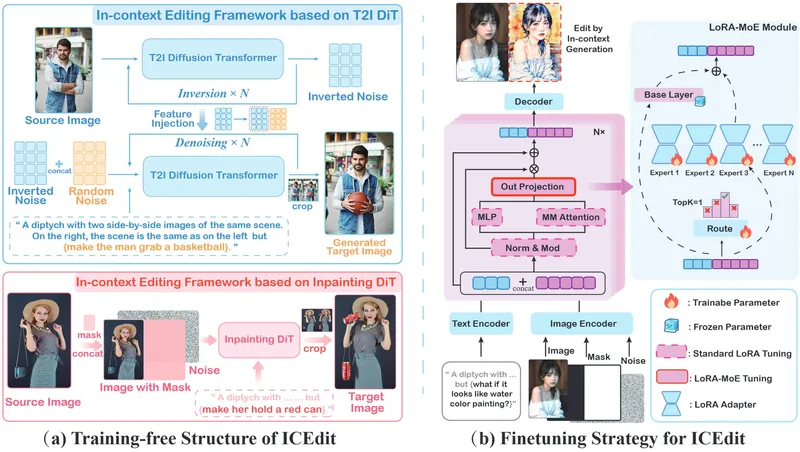 In-context Editing Framework based on T2I DiT
T2I Diffusion Transformer
Inversion × N
Inverted Noise
Source Image
Feature
Injection
Denoising × N
concat
T2I Diffusion Transformer
crop
Inverted
Noise
Random
Noise
“ A diptych with two side-by-side images of the same scene.
On the right, the scene is the same as on the left but
{make the man grab a basketball}. ”
Generated
Target Image
In-context Editing Framework based on Inpainting DiT
mask
concat
Image with Mask
Noise
Inpainting DiT
crop
“ A diptych with ... ... but
{make her hold a red can} ”
Source Image
Target
Image
(a) Training-free Structure of ICEdit
Edit by
In-context
Generation
Decoder
N×
Out Projection
MLP
MM Attention
Norm & Mod
concat
Text Encoder
Image Encoder
Image
Mask
Noise
“ A diptych with ...
but {what if it
looks like water
color painting?}”
LoRA-MoE Module
Base Layer
Expert 1
Expert 2
Expert 3
...
Expert N
TopK=1
Route
: Trainabe Parameter
: Frozen Parameter
: Standard LoRA Tuning
: LoRA-MoE Tuning
: LoRA Adapter
(b) Finetuning Strategy for ICEdit